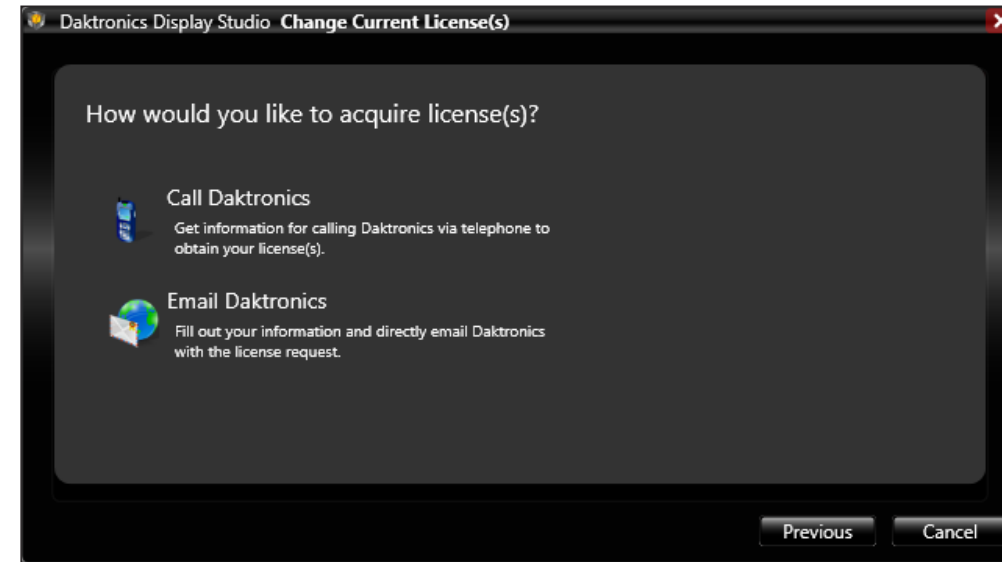 Daktronics Display Studio Change Current License(s)
How would you like to acquire license(s)?
Call Daktronics
Get information for calling Daktronics via telephone to
obtain your license(s).
Email Daktronics
Fill out your information and directly email Daktronics
with the license request.
Previous Cancel